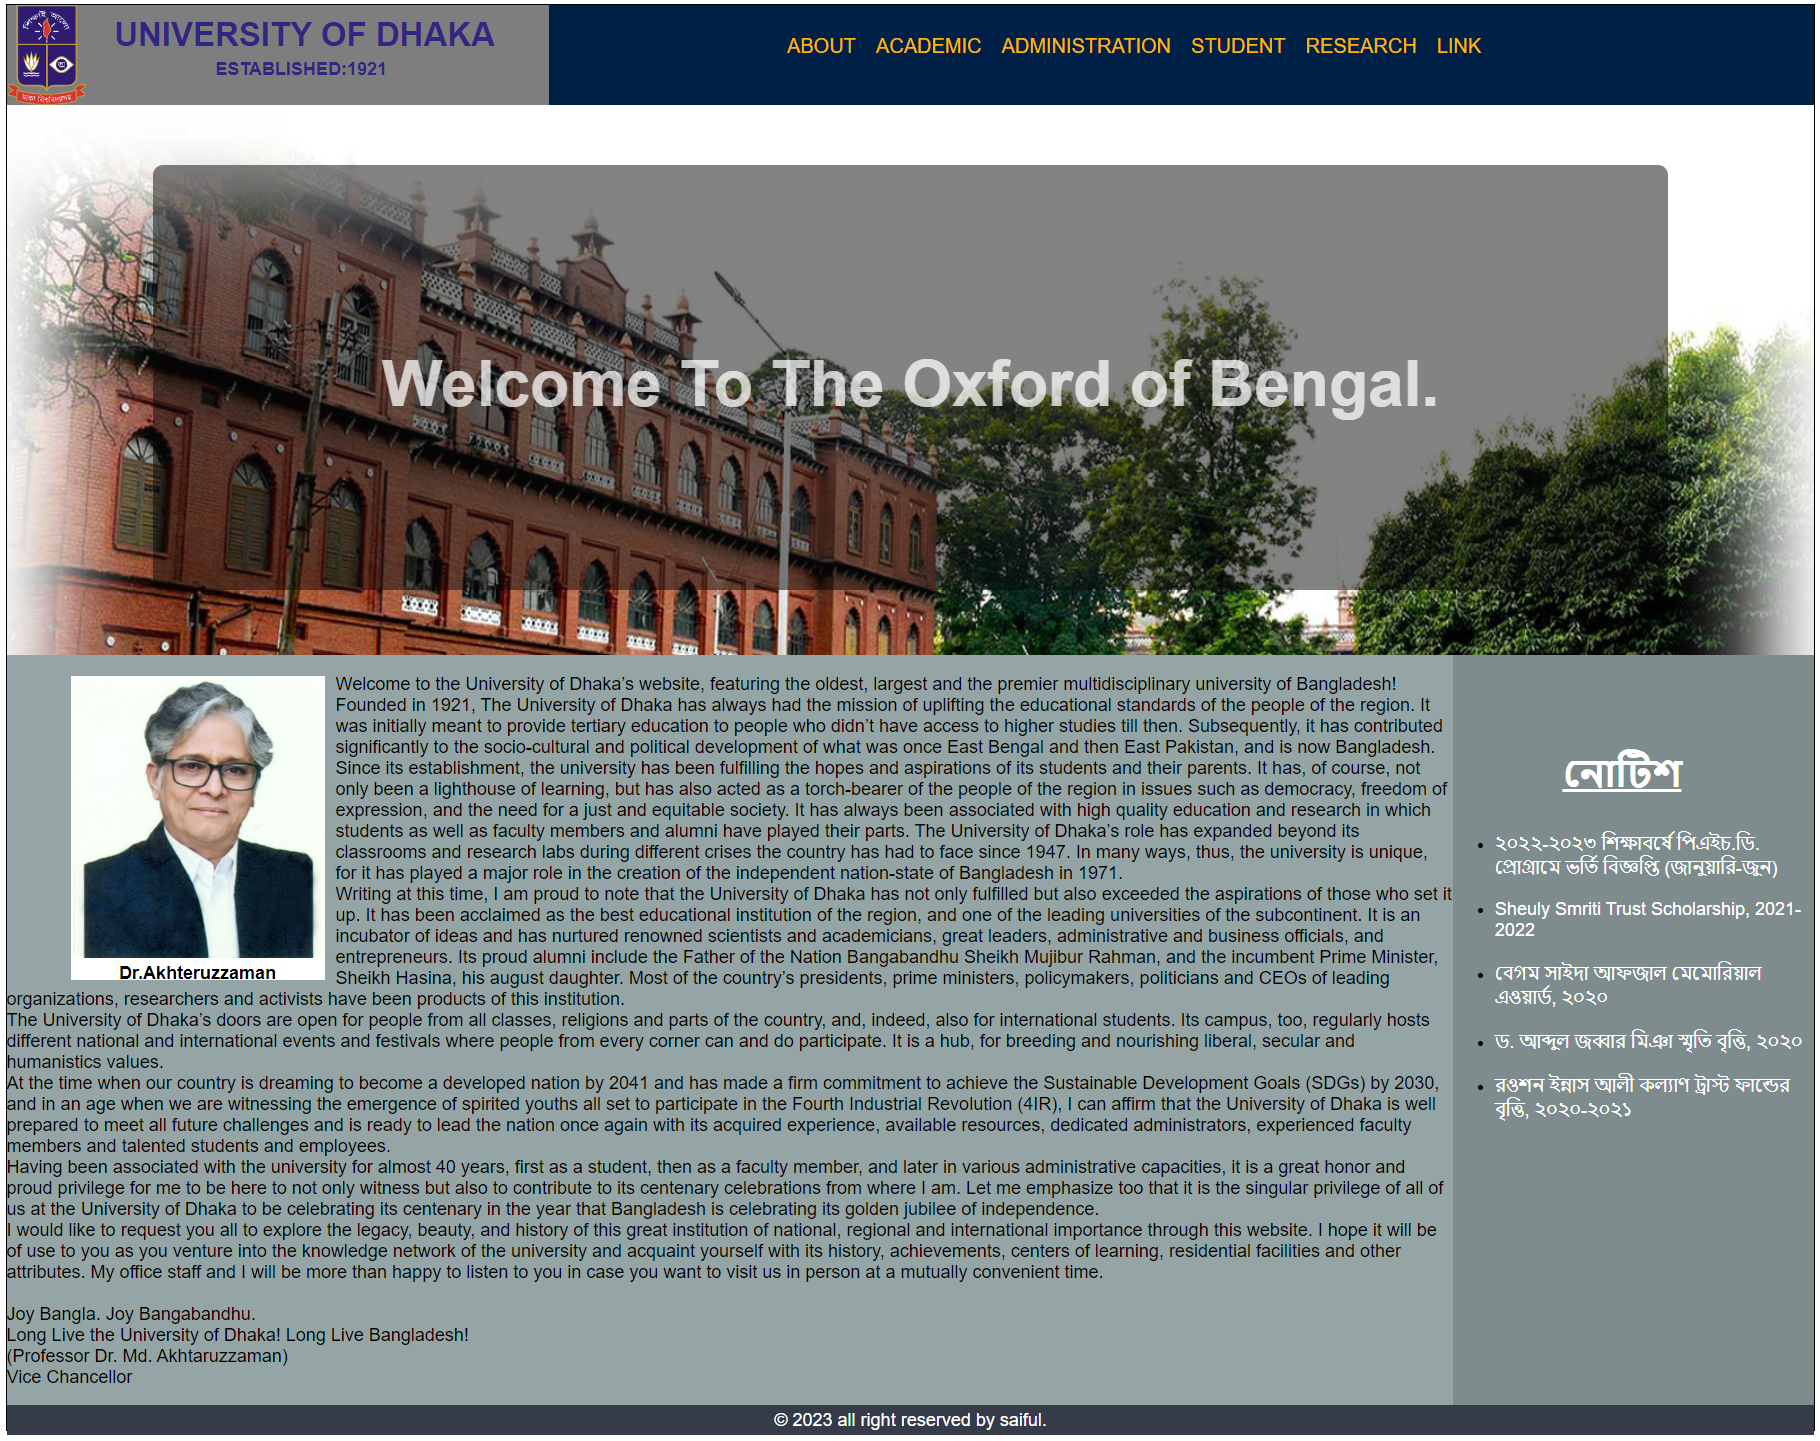 শিক্ষাই আলো
ঢাকা বিশ্ববিদ্যালয়
UNIVERSITY OF DHAKA
ESTABLISHED:1921
ABOUT ACADEMIC ADMINISTRATION STUDENT RESEARCH LINK
Welcome To The Oxford of Bengal.
Welcome to the University of Dhaka’s website, featuring the oldest, largest and the premier multidisciplinary university of Bangladesh!
Founded in 1921, The University of Dhaka has always had the mission of uplifting the educational standards of the people of the region. It
was initially meant to provide tertiary education to people who didn’t have access to higher studies till then. Subsequently, it has contributed
significantly to the socio-cultural and political development of what was once East Bengal and then East Pakistan, and is now Bangladesh.
Since its establishment, the university has been fulfilling the hopes and aspirations of its students and their parents. It has, of course, not
only been a lighthouse of learning, but has also acted as a torch-bearer of the people of the region in issues such as democracy, freedom of
expression, and the need for a just and equitable society. It has always been associated with high quality education and research in which
students as well as faculty members and alumni have played their parts. The University of Dhaka’s role has expanded beyond its
classrooms and research labs during different crises the country has had to face since 1947. In many ways, thus, the university is unique,
for it has played a major role in the creation of the independent nation-state of Bangladesh in 1971.
Writing at this time, I am proud to note that the University of Dhaka has not only fulfilled but also exceeded the aspirations of those who set it
up. It has been acclaimed as the best educational institution of the region, and one of the leading universities of the subcontinent. It is an
incubator of ideas and has nurtured renowned scientists and academicians, great leaders, administrative and business officials, and
entrepreneurs. Its proud alumni include the Father of the Nation Bangabandhu Sheikh Mujibur Rahman, and the incumbent Prime Minister,
Dr.Akhteruzzaman
Sheikh Hasina, his august daughter. Most of the country’s presidents, prime ministers, policymakers, politicians and CEOs of leading
organizations, researchers and activists have been products of this institution.
The University of Dhaka’s doors are open for people from all classes, religions and parts of the country, and, indeed, also for international students. Its campus, too, regularly hosts
different national and international events and festivals where people from every corner can and do participate. It is a hub, for breeding and nourishing liberal, secular and
humanistics values.
At the time when our country is dreaming to become a developed nation by 2041 and has made a firm commitment to achieve the Sustainable Development Goals (SDGs) by 2030,
and in an age when we are witnessing the emergence of spirited youths all set to participate in the Fourth Industrial Revolution (4IR), I can affirm that the University of Dhaka is well
prepared to meet all future challenges and is ready to lead the nation once again with its acquired experience, available resources, dedicated administrators, experienced faculty
members and talented students and employees.
Having been associated with the university for almost 40 years, first as a student, then as a faculty member, and later in various administrative capacities, it is a great honor and
proud privilege for me to be here to not only witness but also to contribute to its centenary celebrations from where I am. Let me emphasize too that it is the singular privilege of all of
us at the University of Dhaka to be celebrating its centenary in the year that Bangladesh is celebrating its golden jubilee of independence.
I would like to request you all to explore the legacy, beauty, and history of this great institution of national, regional and international importance through this website. I hope it will be
of use to you as you venture into the knowledge network of the university and acquaint yourself with its history, achievements, centers of learning, residential facilities and other
attributes. My office staff and I will be more than happy to listen to you in case you want to visit us in person at a mutually convenient time.
Joy Bangla. Joy Bangabandhu.
Long Live the University of Dhaka! Long Live Bangladesh!
(Professor Dr. Md. Akhtaruzzaman)
Vice Chancellor
নোটিশ
২০২২-২০২৩ শিক্ষাবর্ষে পিএইচ.ডি.
প্রোগ্রামে ভর্তি বিজ্ঞপ্তি (জানুয়ারি-জুন)
Sheuly Smriti Trust Scholarship, 2021-
2022
বেগম সাইদা আফজাল মেমোরিয়াল
এওয়ার্ড, ২০২০
ড. আব্দুল জব্বার মিঞা স্মৃতি বৃত্তি, ২০২০
রওশন ইন্নাস আলী কল্যাণ ট্রাস্ট ফান্ডের
বৃত্তি, ২০২০-২০২১
© 2023 all right reserved by saiful.